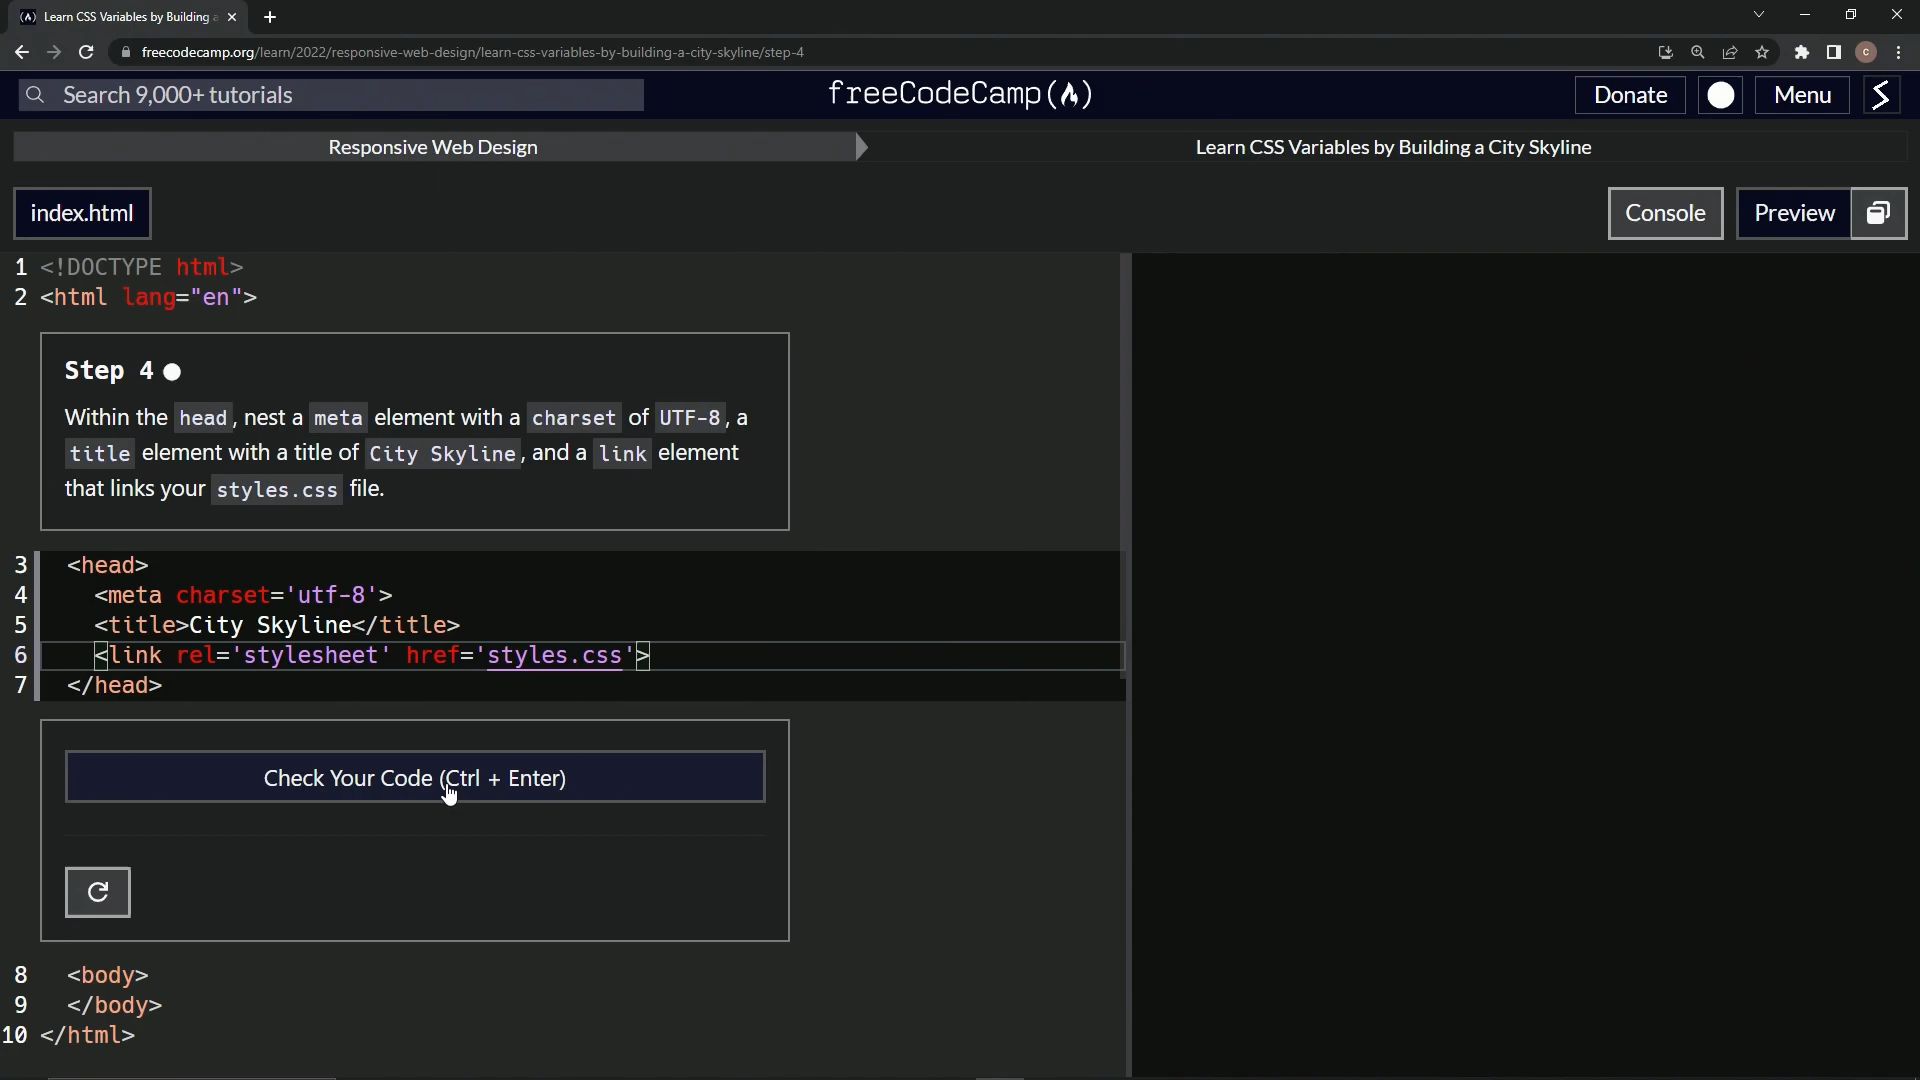 Learn CSS Variables by Building a
freecodecamp.org/learn/2022/responsive-web-design/learn-css-variables-by-building-a-city-skyline/step-4
c
Search 9,000+ tutorials
freeCodeCamp
Donate
Menu
Responsive Web Design
Learn CSS Variables by Building a City Skyline
index.html
Console
Preview
1 <!DOCTYPE html>
2 <html lang="en">
Step 4
Within the head, nest a meta element with a charset of UTF-8, a
title element with a title of City Skyline, and a link element
that links your styles.css file.
3 <head>
4 <meta charset='utf-8'>
5 <title>City Skyline</title>
6 <link rel='stylesheet' href='styles.css'>
7 </head>
Check Your Code (Ctrl + Enter)
8 <body>
9 </body>
10 </html>